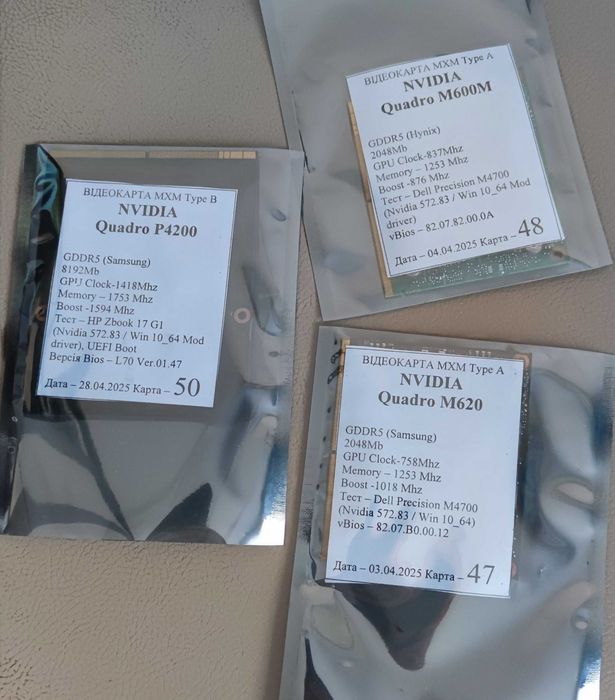 ВІДЕОКАРТА MXM Type A
NVIDIA
Quadro M600M
GDDR5 (Hynix)
2048Mb
GPU Clock-837Mhz
Memory – 1253 Mhz
Boost -876 Mhz
Тест – Dell Precision M4700
(Nvidia 572.83 / Win 10_64 Mod
driver)
vBios – 82.07.82.00.0A
Дата – 04.04.2025 Карта – 48
ВІДЕОКАРТА MXM Type B
NVIDIA
Quadro P4200
GDDR5 (Samsung)
8192Mb
GPU Clock-1418Mhz
Memory – 1753 Mhz
Boost -1594 Mhz
Тест – HP Zbook 17 G1
(Nvidia 572.83 / Win 10_64 Mod
driver), UEFI Boot
Версія Bios – L70 Ver.01.47
Дата – 28.04.2025 Карта – 50
ВІДЕОКАРТА MXM Type A
NVIDIA
Quadro M620
GDDR5 (Samsung)
2048Mb
GPU Clock-758Mhz
Memory – 1253 Mhz
Boost -1018 Mhz
Тест – Dell Precision M4700
(Nvidia 572.83 / Win 10_64)
vBios – 82.07.B0.00.12
Дата – 03.04.2025 Карта – 47